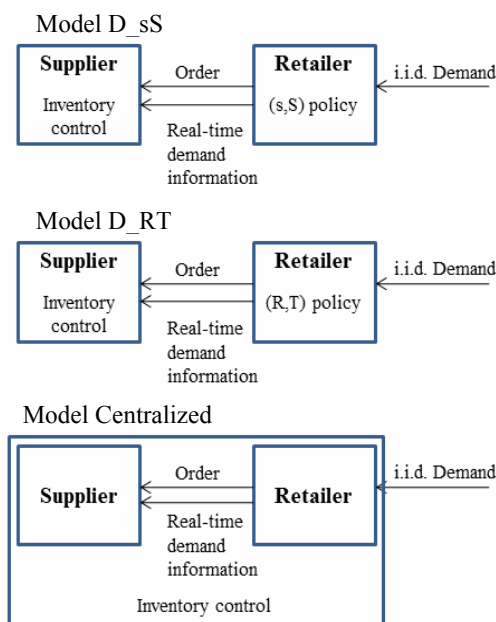 Model D_sS
Supplier
Order
Retailer
i.i.d. Demand
Inventory
control
(s,S) policy
Real-time
demand
information
Model D_RT
Supplier
Order
Retailer
i.i.d. Demand
Inventory
control
(R,T) policy
Real-time
demand
information
Model Centralized
Supplier
Order
Retailer
i.i.d. Demand
Real-time
demand
information
Inventory control